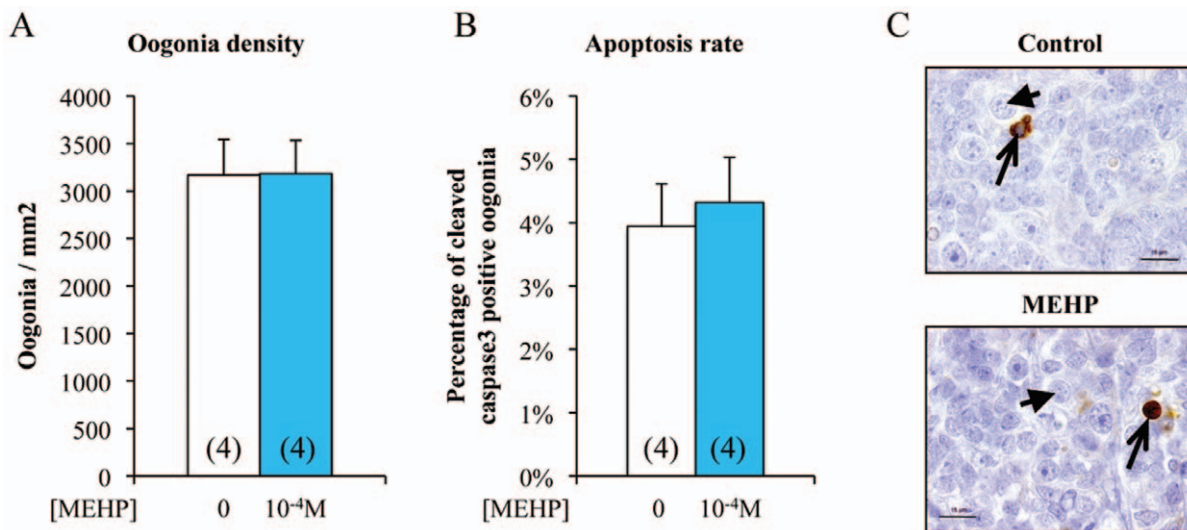 A
Oogonia density
Oogonia / mm2
4000
3500
3000
2500
2000
1500
1000
500
0
(4) (4)
[MEHP] 0 10-4M
B
Apoptosis rate
Percentage of cleaved
caspase3 positive oogonia
6%
5%
4%
3%
2%
1%
0%
(4) (4)
[MEHP] 0 10-4M
C
Control
MEHP